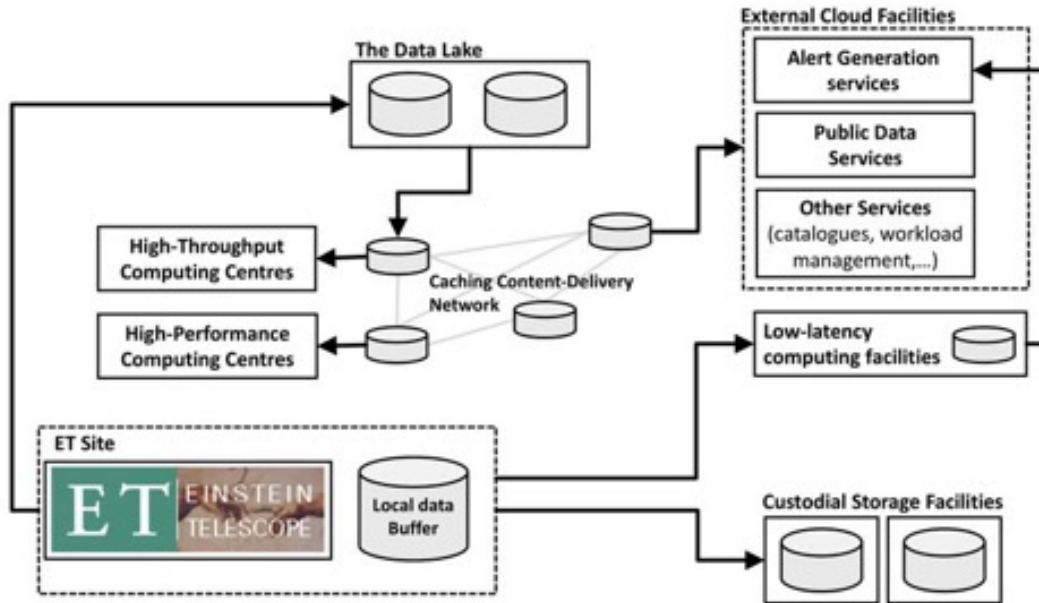 External Cloud Facilities
The Data Lake
Alert Generation
services
Public Data
Services
Other Services
(catalogues, workload
management,...)
High-Throughput
Computing Centres
Caching Content-Delivery
Network
High-Performance
Computing Centres
Low-latency
computing facilities
ET Site
ET
EINSTEIN
TELESCOPE
Local data
Buffer
Custodial Storage Facilities